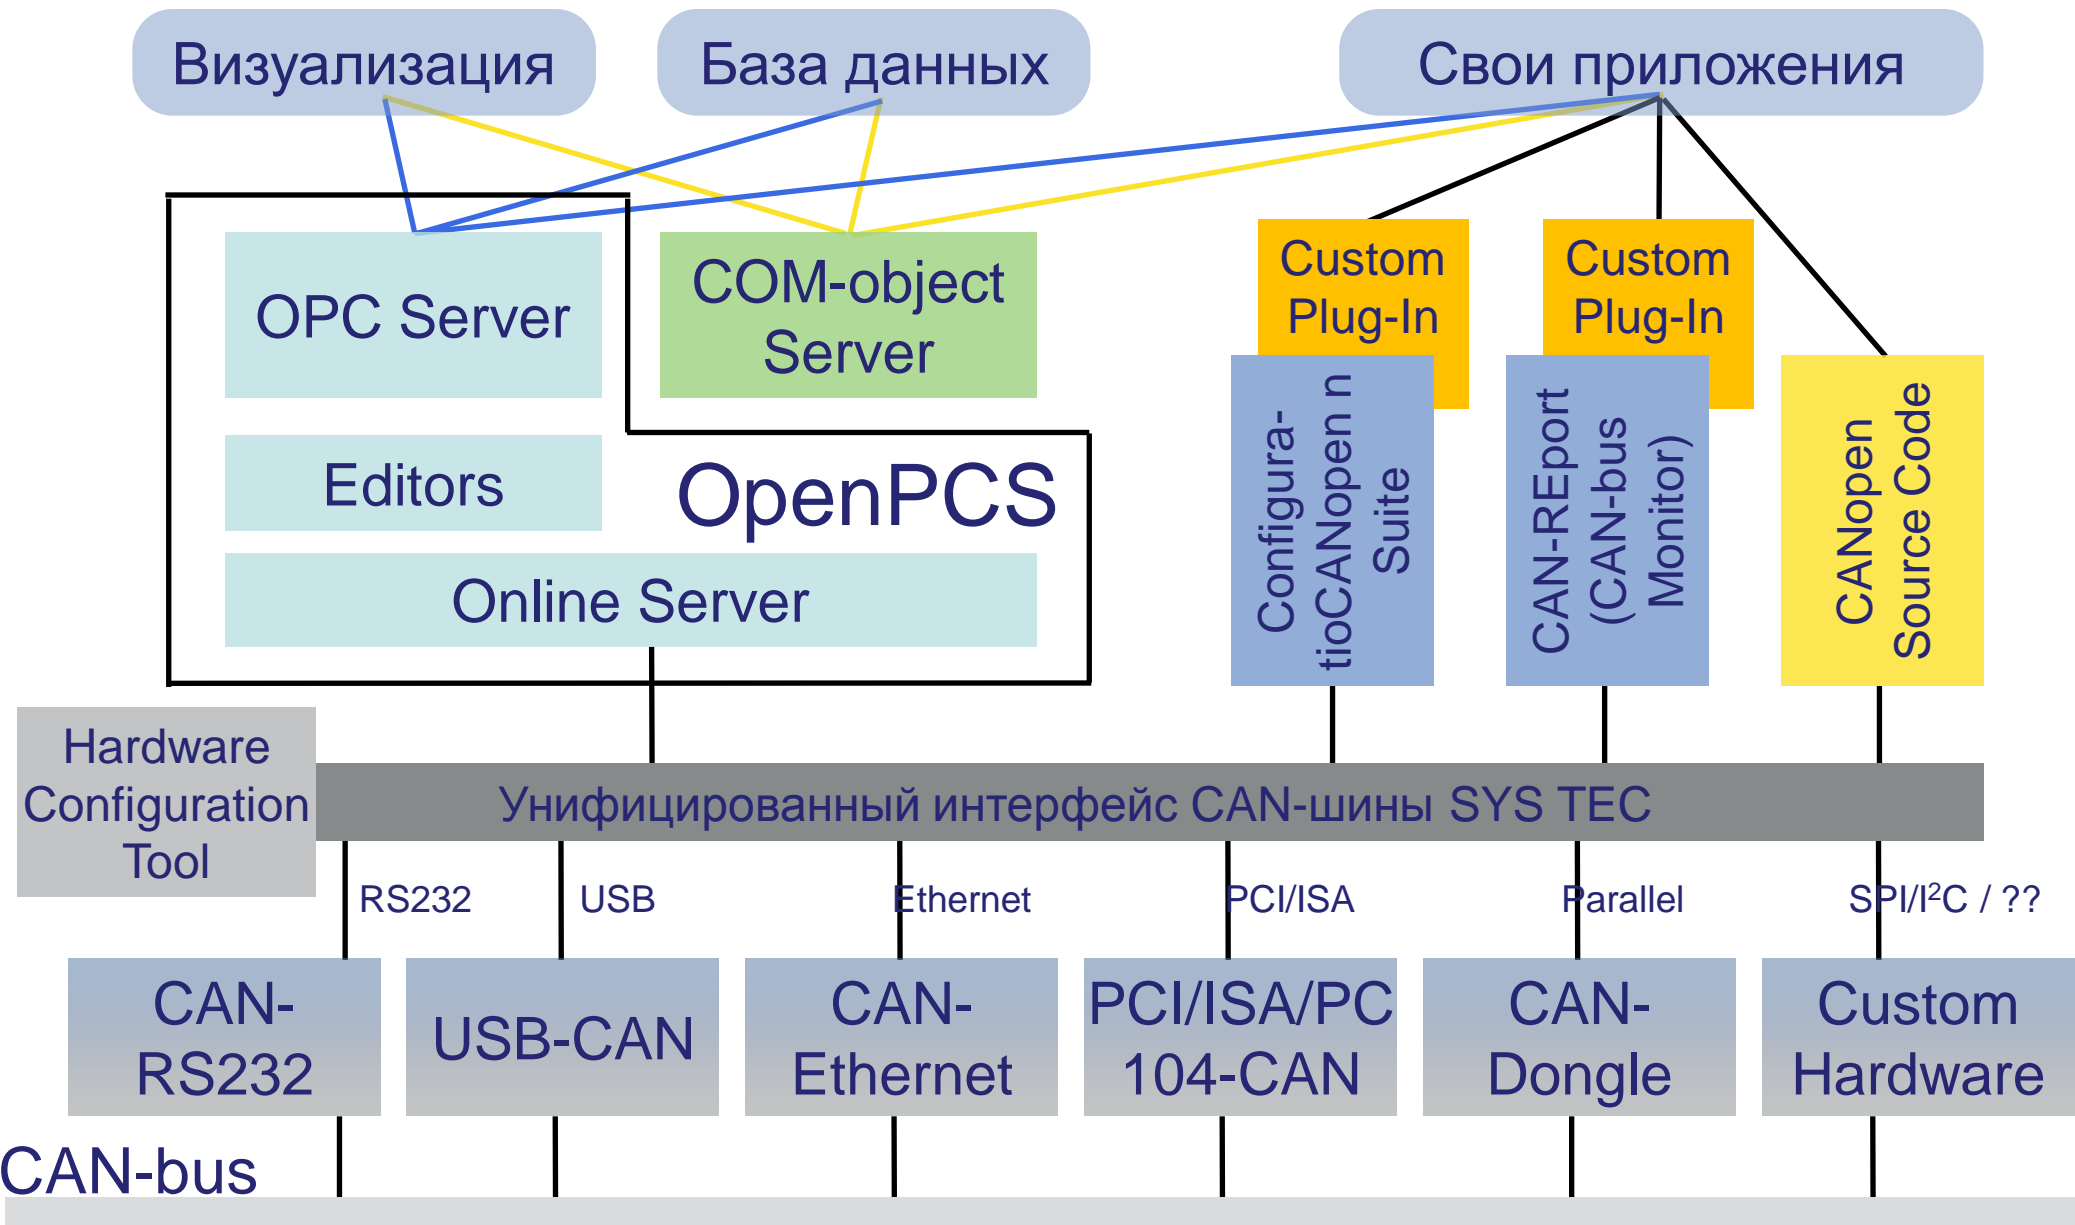 Визуализация
База данных
Свои приложения
OPC Server
COM-object
Server
Custom
Plug-In
Custom
Plug-In
Editors
OpenPCS
Online Server
Configura-
tioCANopen n
Suite
CAN-REport
(CAN-bus
Monitor)
CANopen
Source Code
Hardware
Configuration
Tool
Унифицированный интерфейс CAN-шины SYS TEC
RS232
USB
Ethernet
PCI/ISA
Parallel
SPI/I²C / ??
CAN-
RS232
USB-CAN
CAN-
Ethernet
PCI/ISA/PC
104-CAN
CAN-
Dongle
Custom
Hardware
CAN-bus